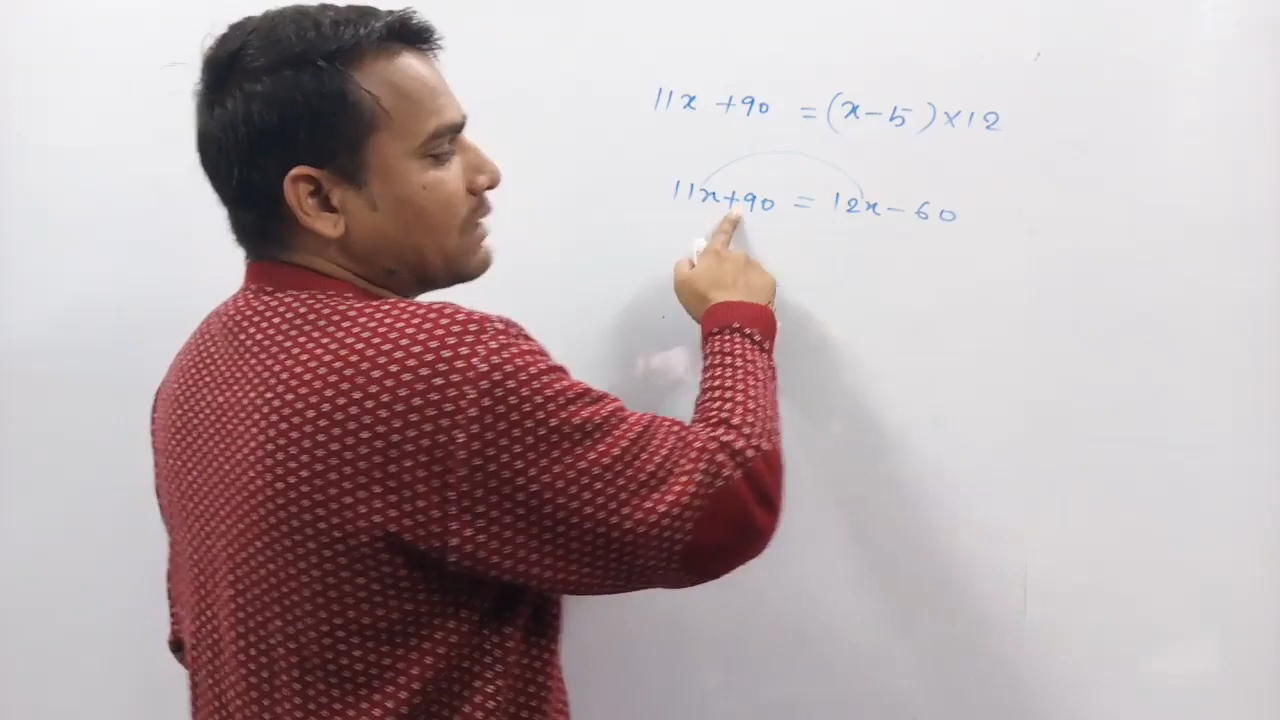 11x + 90 = (x - 5) × 12
11x + 90 = 12x - 60